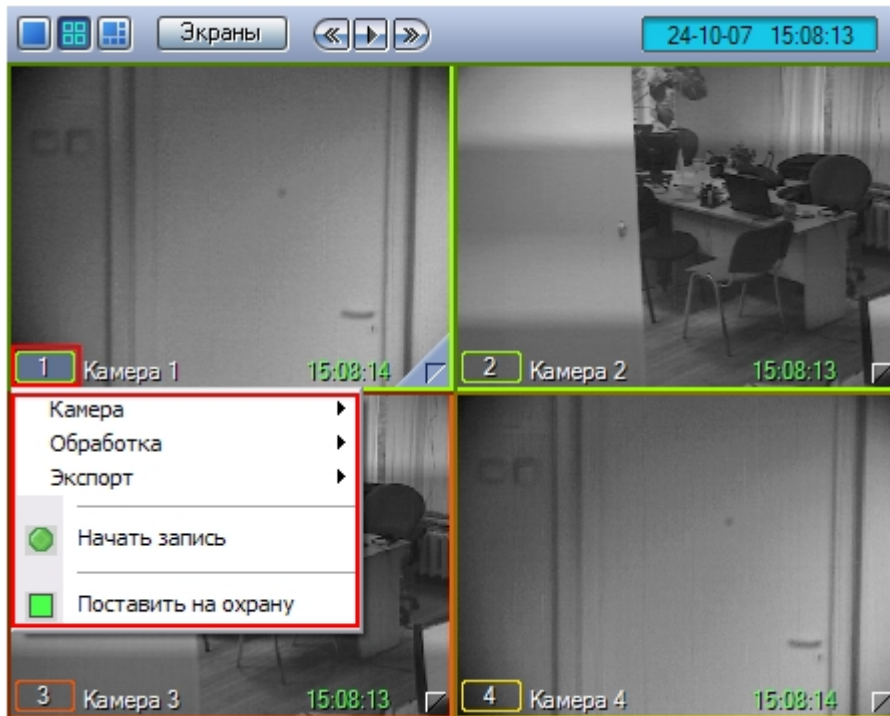 Экраны
24-10-07 15:08:13
1 Камера 1 15:08:14
2 Камера 2 15:08:13
Камера
Обработка
Экспорт
Начать запись
Поставить на охрану
3 Камера 3 15:08:13
4 Камера 4 15:08:14